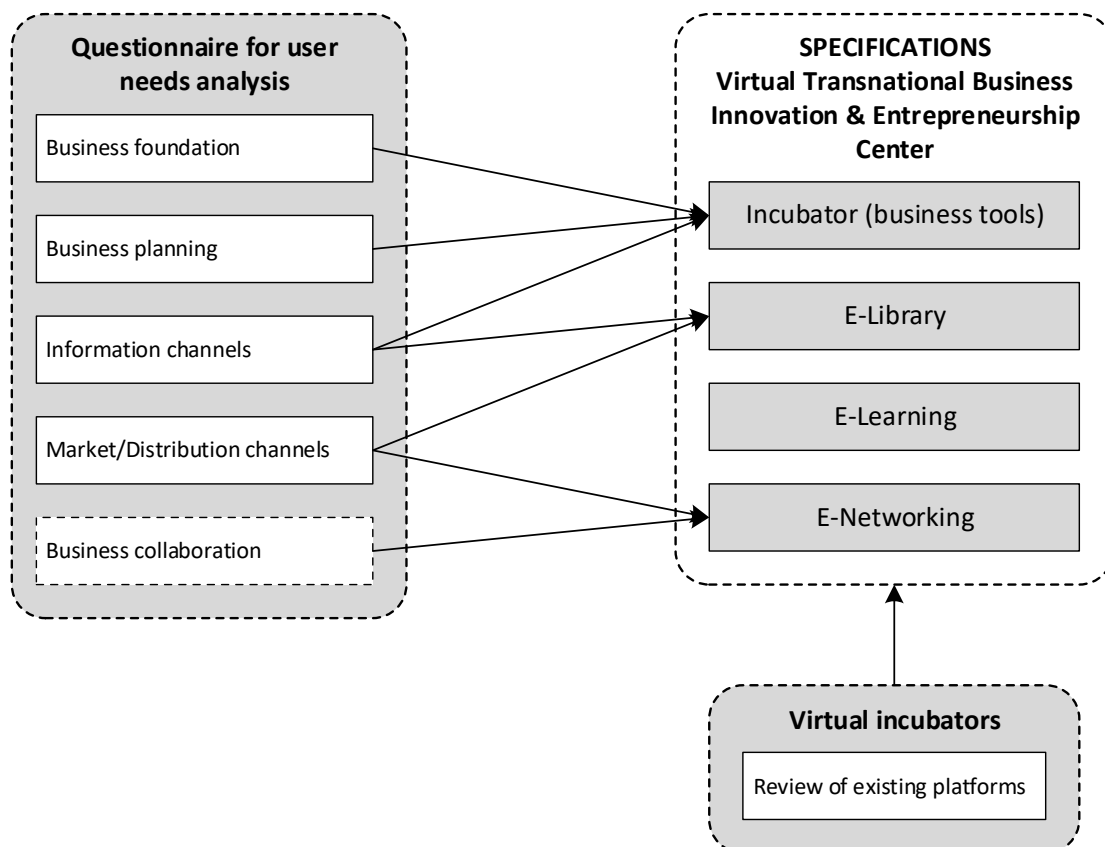 Questionnaire for user
needs analysis
Business foundation
Business planning
Information channels
Market/Distribution channels
Business collaboration
SPECIFICATIONS
Virtual Transnational Business
Innovation & Entrepreneurship
Center
Incubator (business tools)
E-Library
E-Learning
E-Networking
Virtual incubators
Review of existing platforms